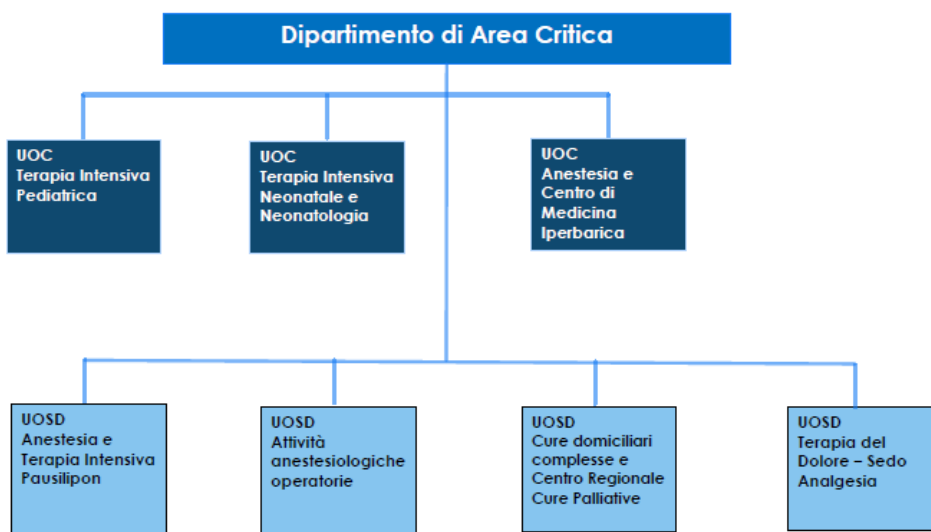 Dipartimento di Area Critica
UOC
Terapia Intensiva
Pediatrica
UOC
Terapia Intensiva
Neonatale e
Neonatologia
UOC
Anestesia e
Centro di
Medicina
Iperbarica
UOSD
Anestesia e
Terapia Intensiva
Pausilipon
UOSD
Attività
anestesiologiche
operatorie
UOSD
Cure domiciliari
complesse e
Centro Regionale
Cure Palliative
UOSD
Terapia del
Dolore – Sedo
Analgesia